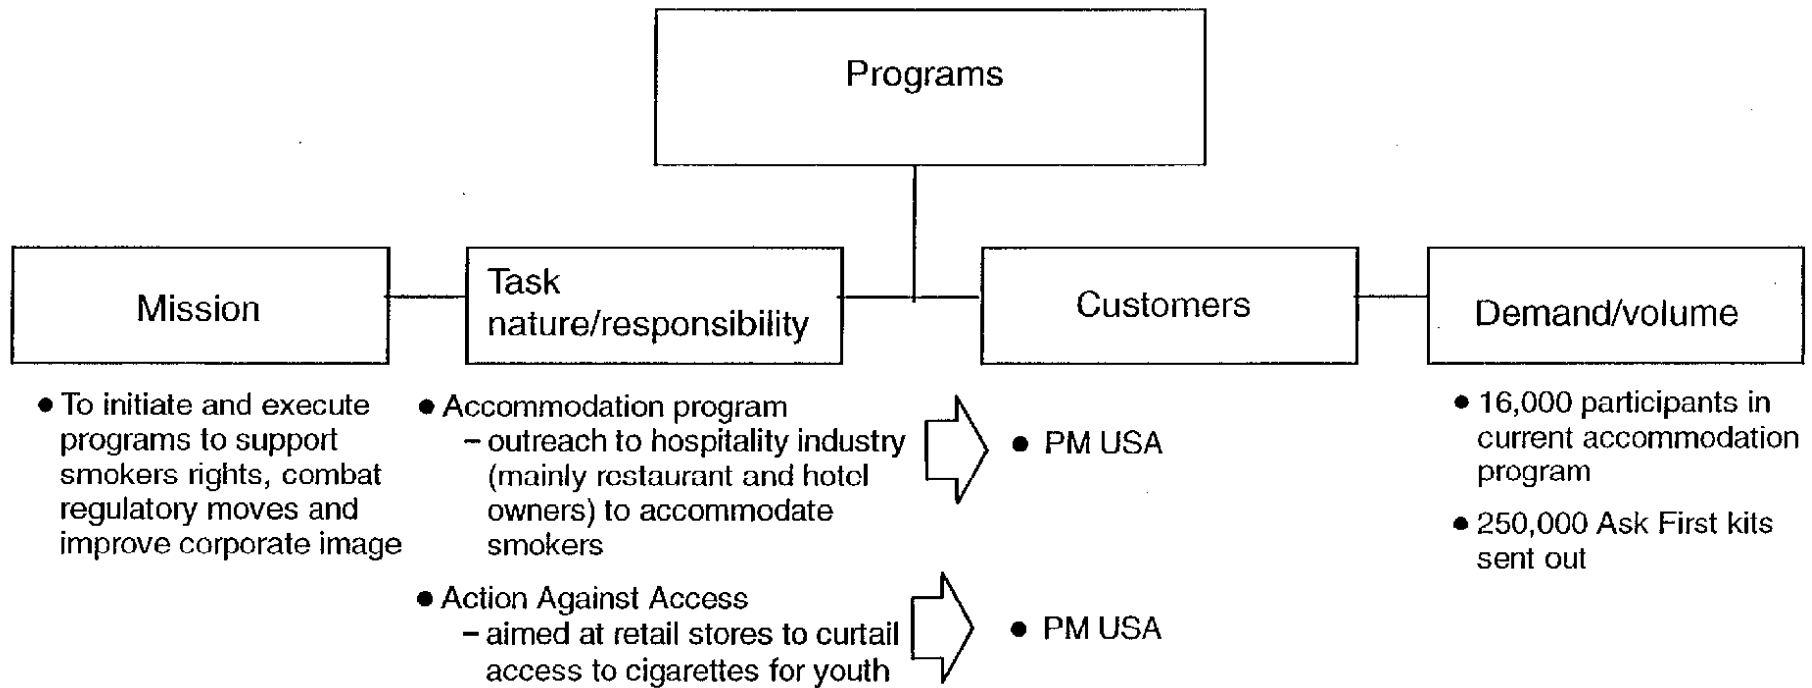 Programs
Mission
Task
nature/responsibility
Customers
Demand/volume
● To initiate and execute
programs to support
smokers rights, combat
regulatory moves and
improve corporate image
● Accommodation program
– outreach to hospitality industry
(mainly restaurant and hotel
owners) to accommodate
smokers
● Action Against Access
– aimed at retail stores to curtail
access to cigarettes for youth
● PM USA
● PM USA
● 16,000 participants in
current accommodation
program
● 250,000 Ask First kits
sent out